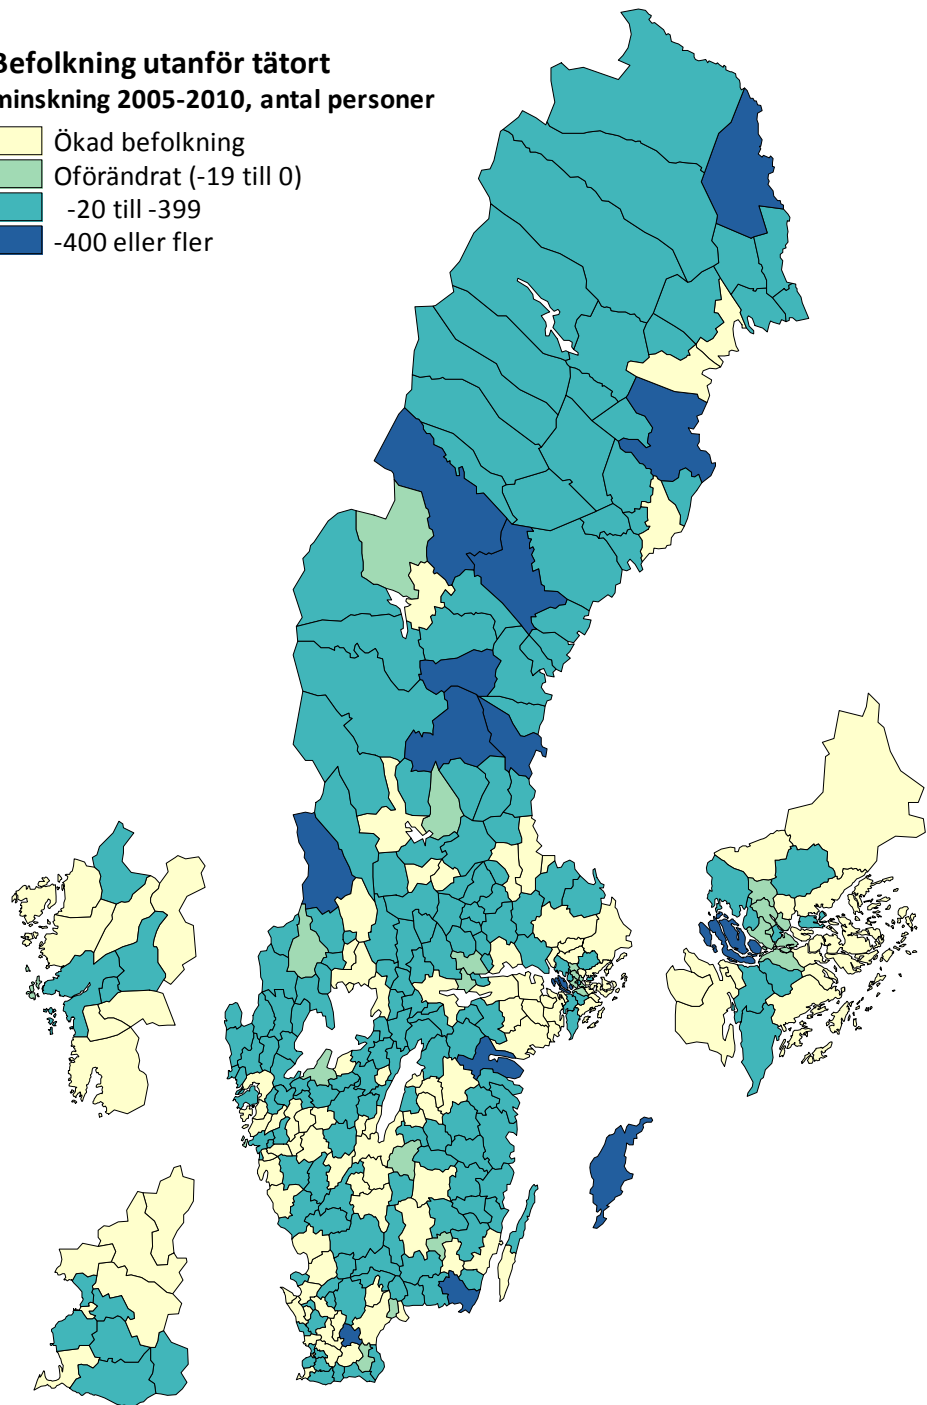 Befolkning utanför tätort
minskning 2005-2010, antal personer
Ökad befolkning
Oförändrat (-19 till 0)
-20 till -399
-400 eller fler